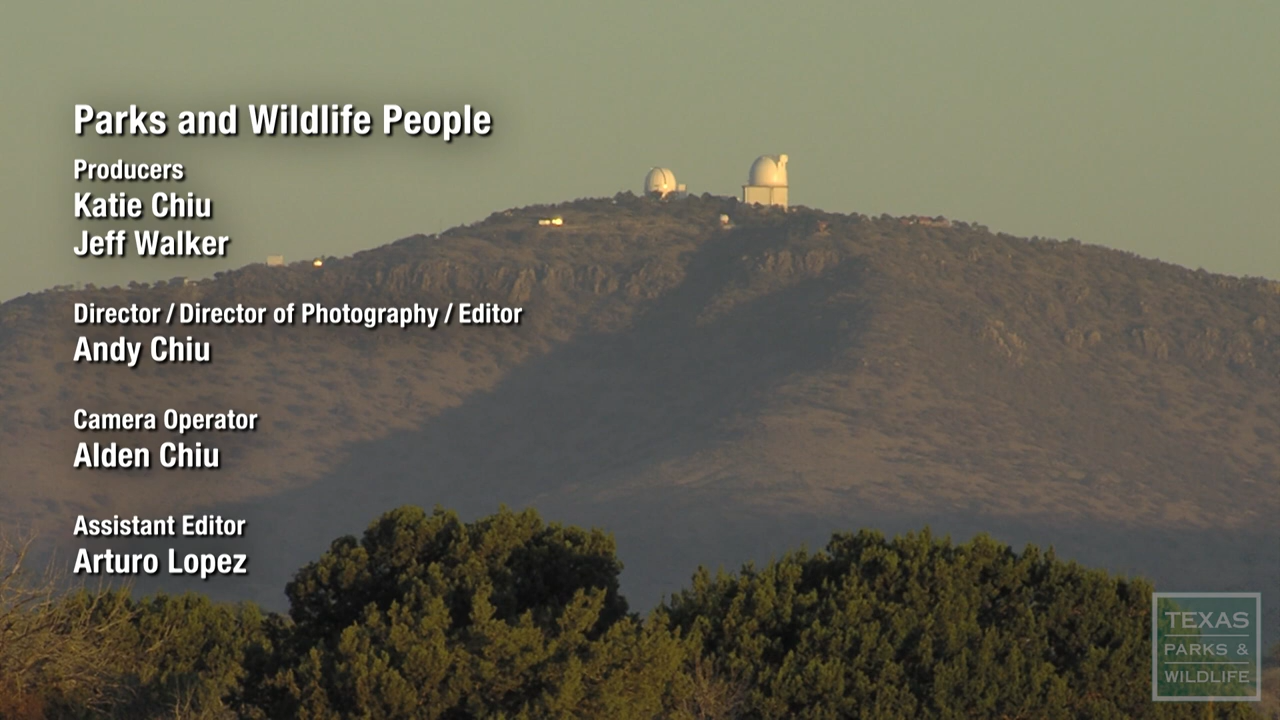 Parks and Wildlife People
Producers
Katie Chiu
Jeff Walker
Director / Director of Photography / Editor
Andy Chiu
Camera Operator
Alden Chiu
Assistant Editor
Arturo Lopez
TEXAS
PARKS &
WILDLIFE